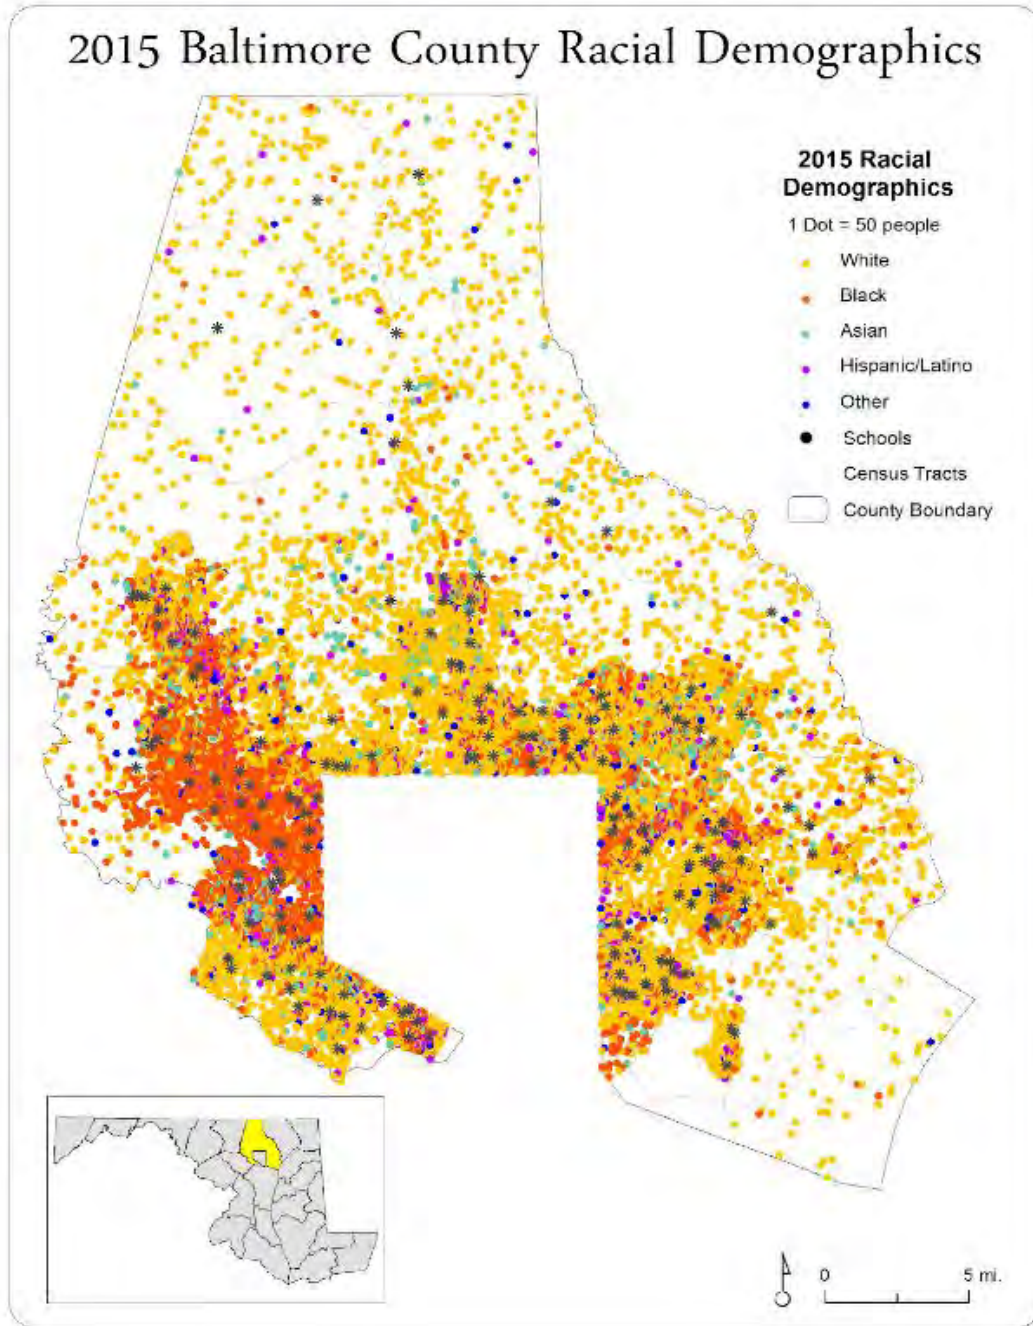 2015 Baltimore County Racial Demographics
2015 Racial
Demographics
1 Dot = 50 people
White
Black
Asian
Hispanic/Latino
Other
Schools
Census Tracts
County Boundary
0 5 mi.